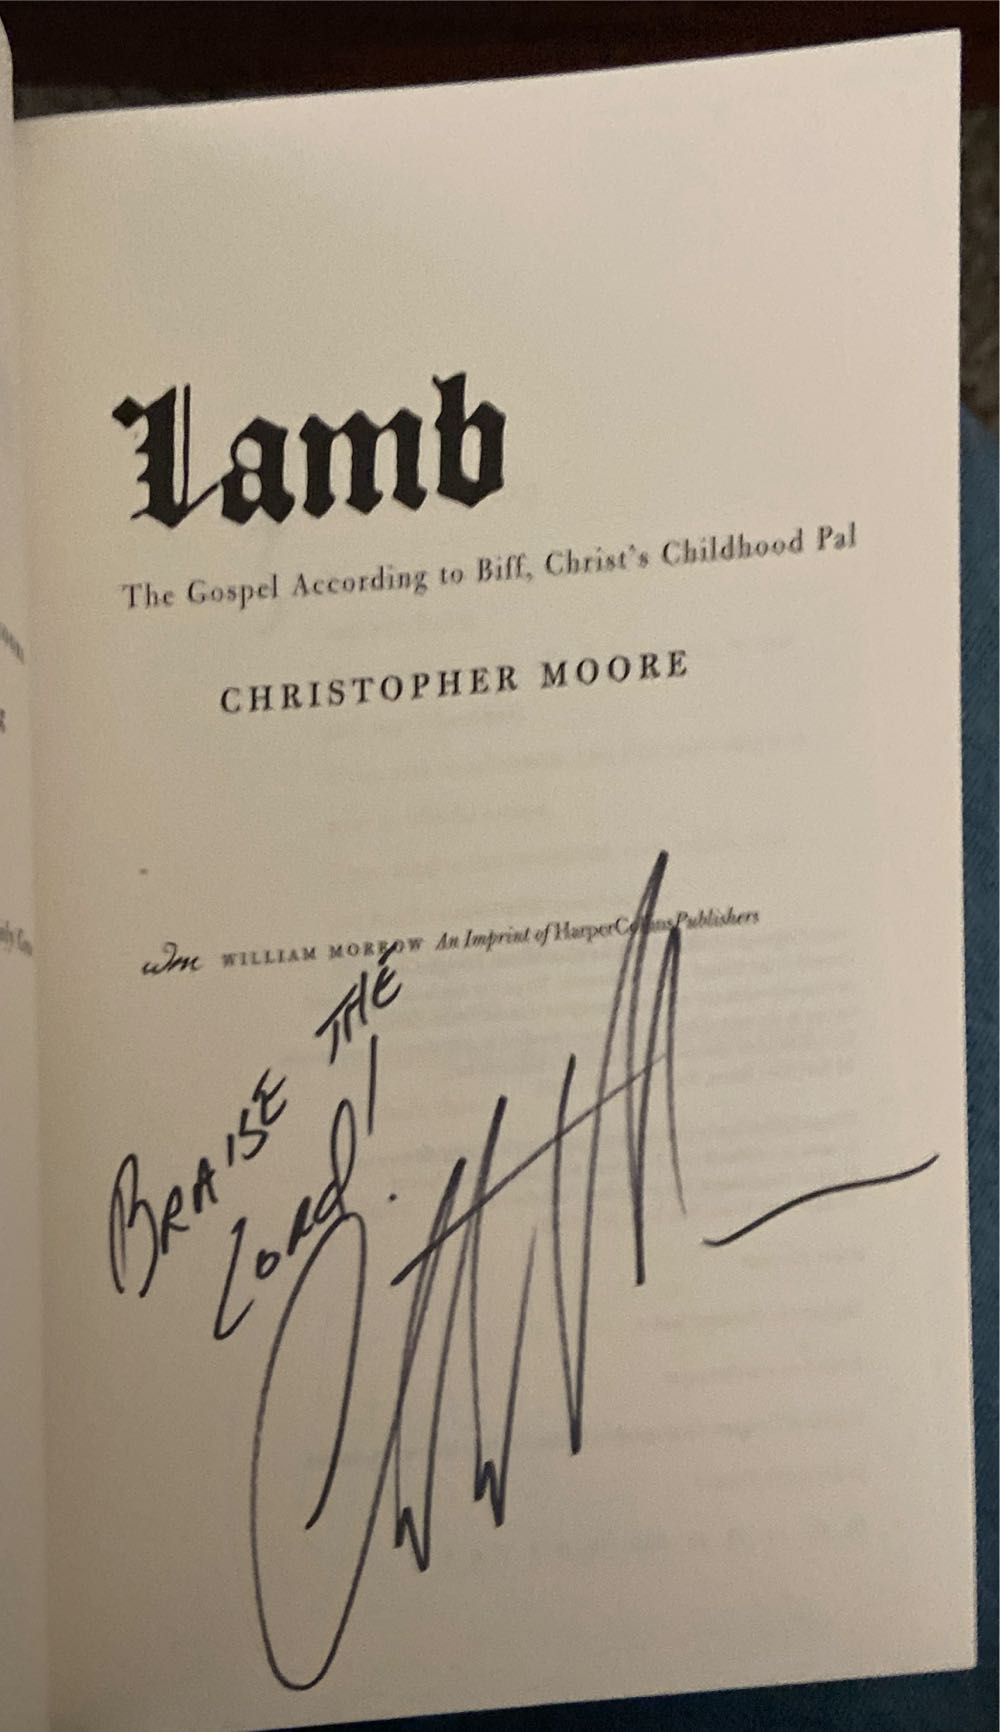 Lamb
The Gospel According to Biff, Christ's Childhood Pal
CHRISTOPHER MOORE
Wm WILLIAM MORROW An Imprint of HarperCollinsPublishers
BRAISE THE
LORd!